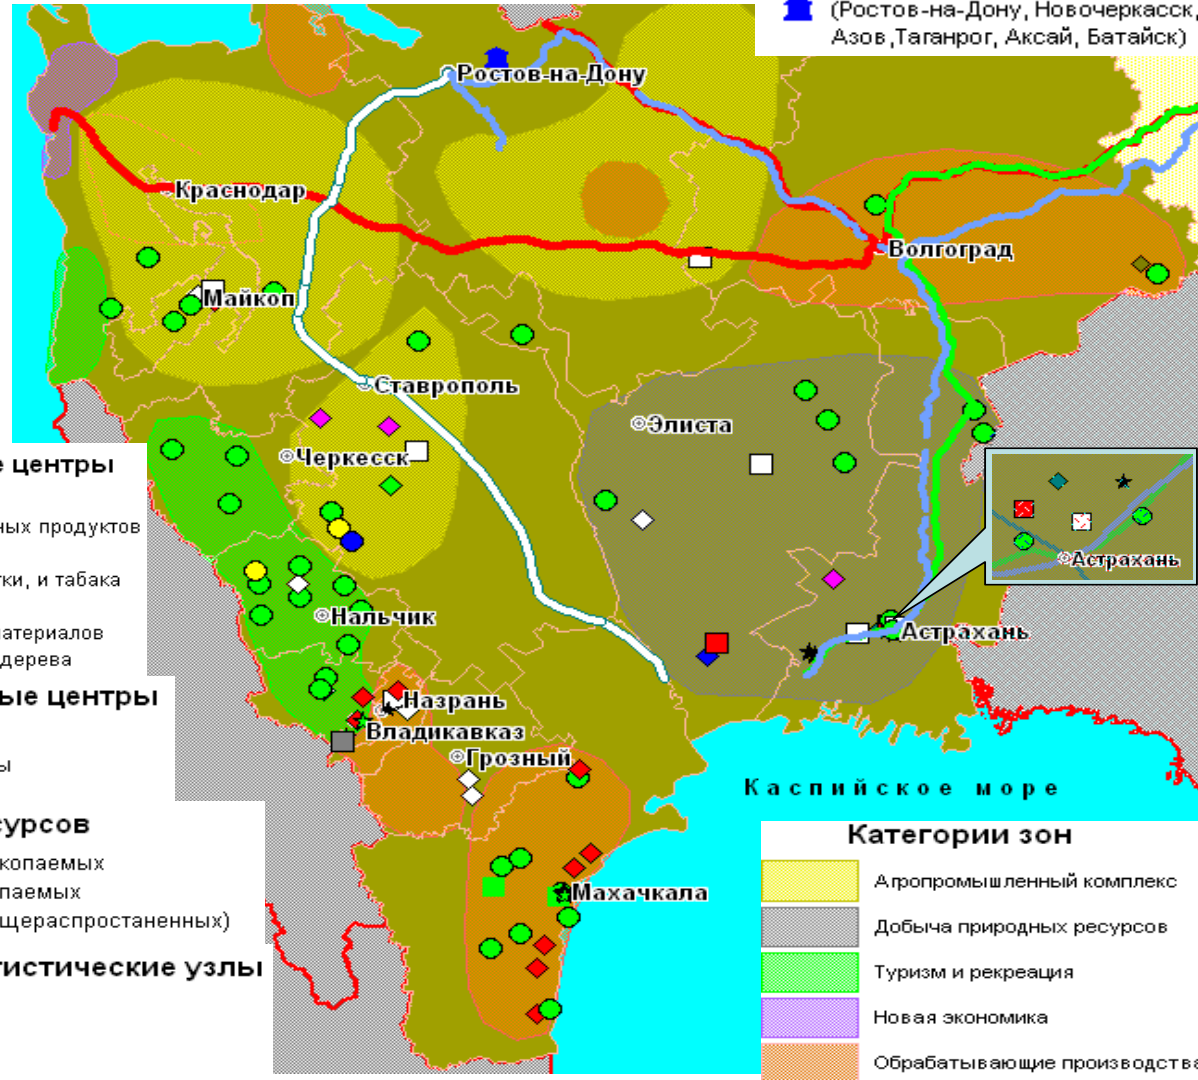 (Ростов-на-Дону, Новочеркасск,
Азов,Таганрог, Аксай, Батайск)
Ростов-на-Дону
Краснодар
Волгоград
Майкоп
Ставрополь
Элиста
Черкесск
е центры
ных продуктов
тки, и табака
материалов
дерева
ые центры
ы
сурсов
копаемых
паемых
щераспростаненных)
тистические узлы
Астрахань
Нальчик
Астрахань
Назрань
Владикавказ
Грозный
Каспийское море
Махачкала
Категории зон
Агропромышленный комплекс
Добыча природных ресурсов
Туризм и рекреация
Новая экономика
Обрабатывающие производства